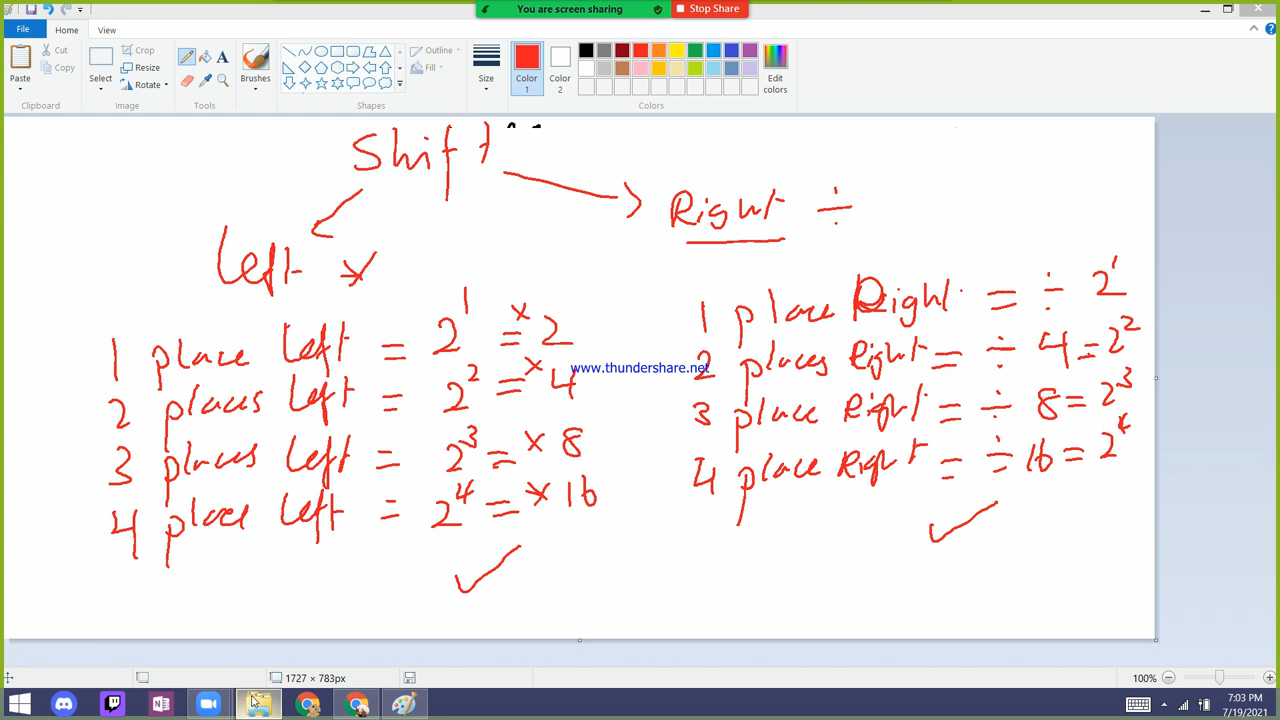 You are screen sharing
Stop Share
File
Home
View
Paste
Cut
Copy
Clipboard
Select
Crop
Resize
Rotate
Image
Tools
Brushes
Outline
Fill
Shapes
Size
Color 1
Color 2
Edit colors
Colors
Shift
Right ÷
Left ×
1 place left = 2¹ = ×2
2 places left = 2² = ×4
3 places left = 2³ = ×8
4 place left = 2⁴ = ×16
1 place Right = ÷ 2¹
2 places Right = ÷ 4 = 2²
3 place Right = ÷ 8 = 2³
4 place Right = ÷ 16 = 2⁴
www.thundershare.net
1727 × 783px
100%
7:03 PM
7/19/2021